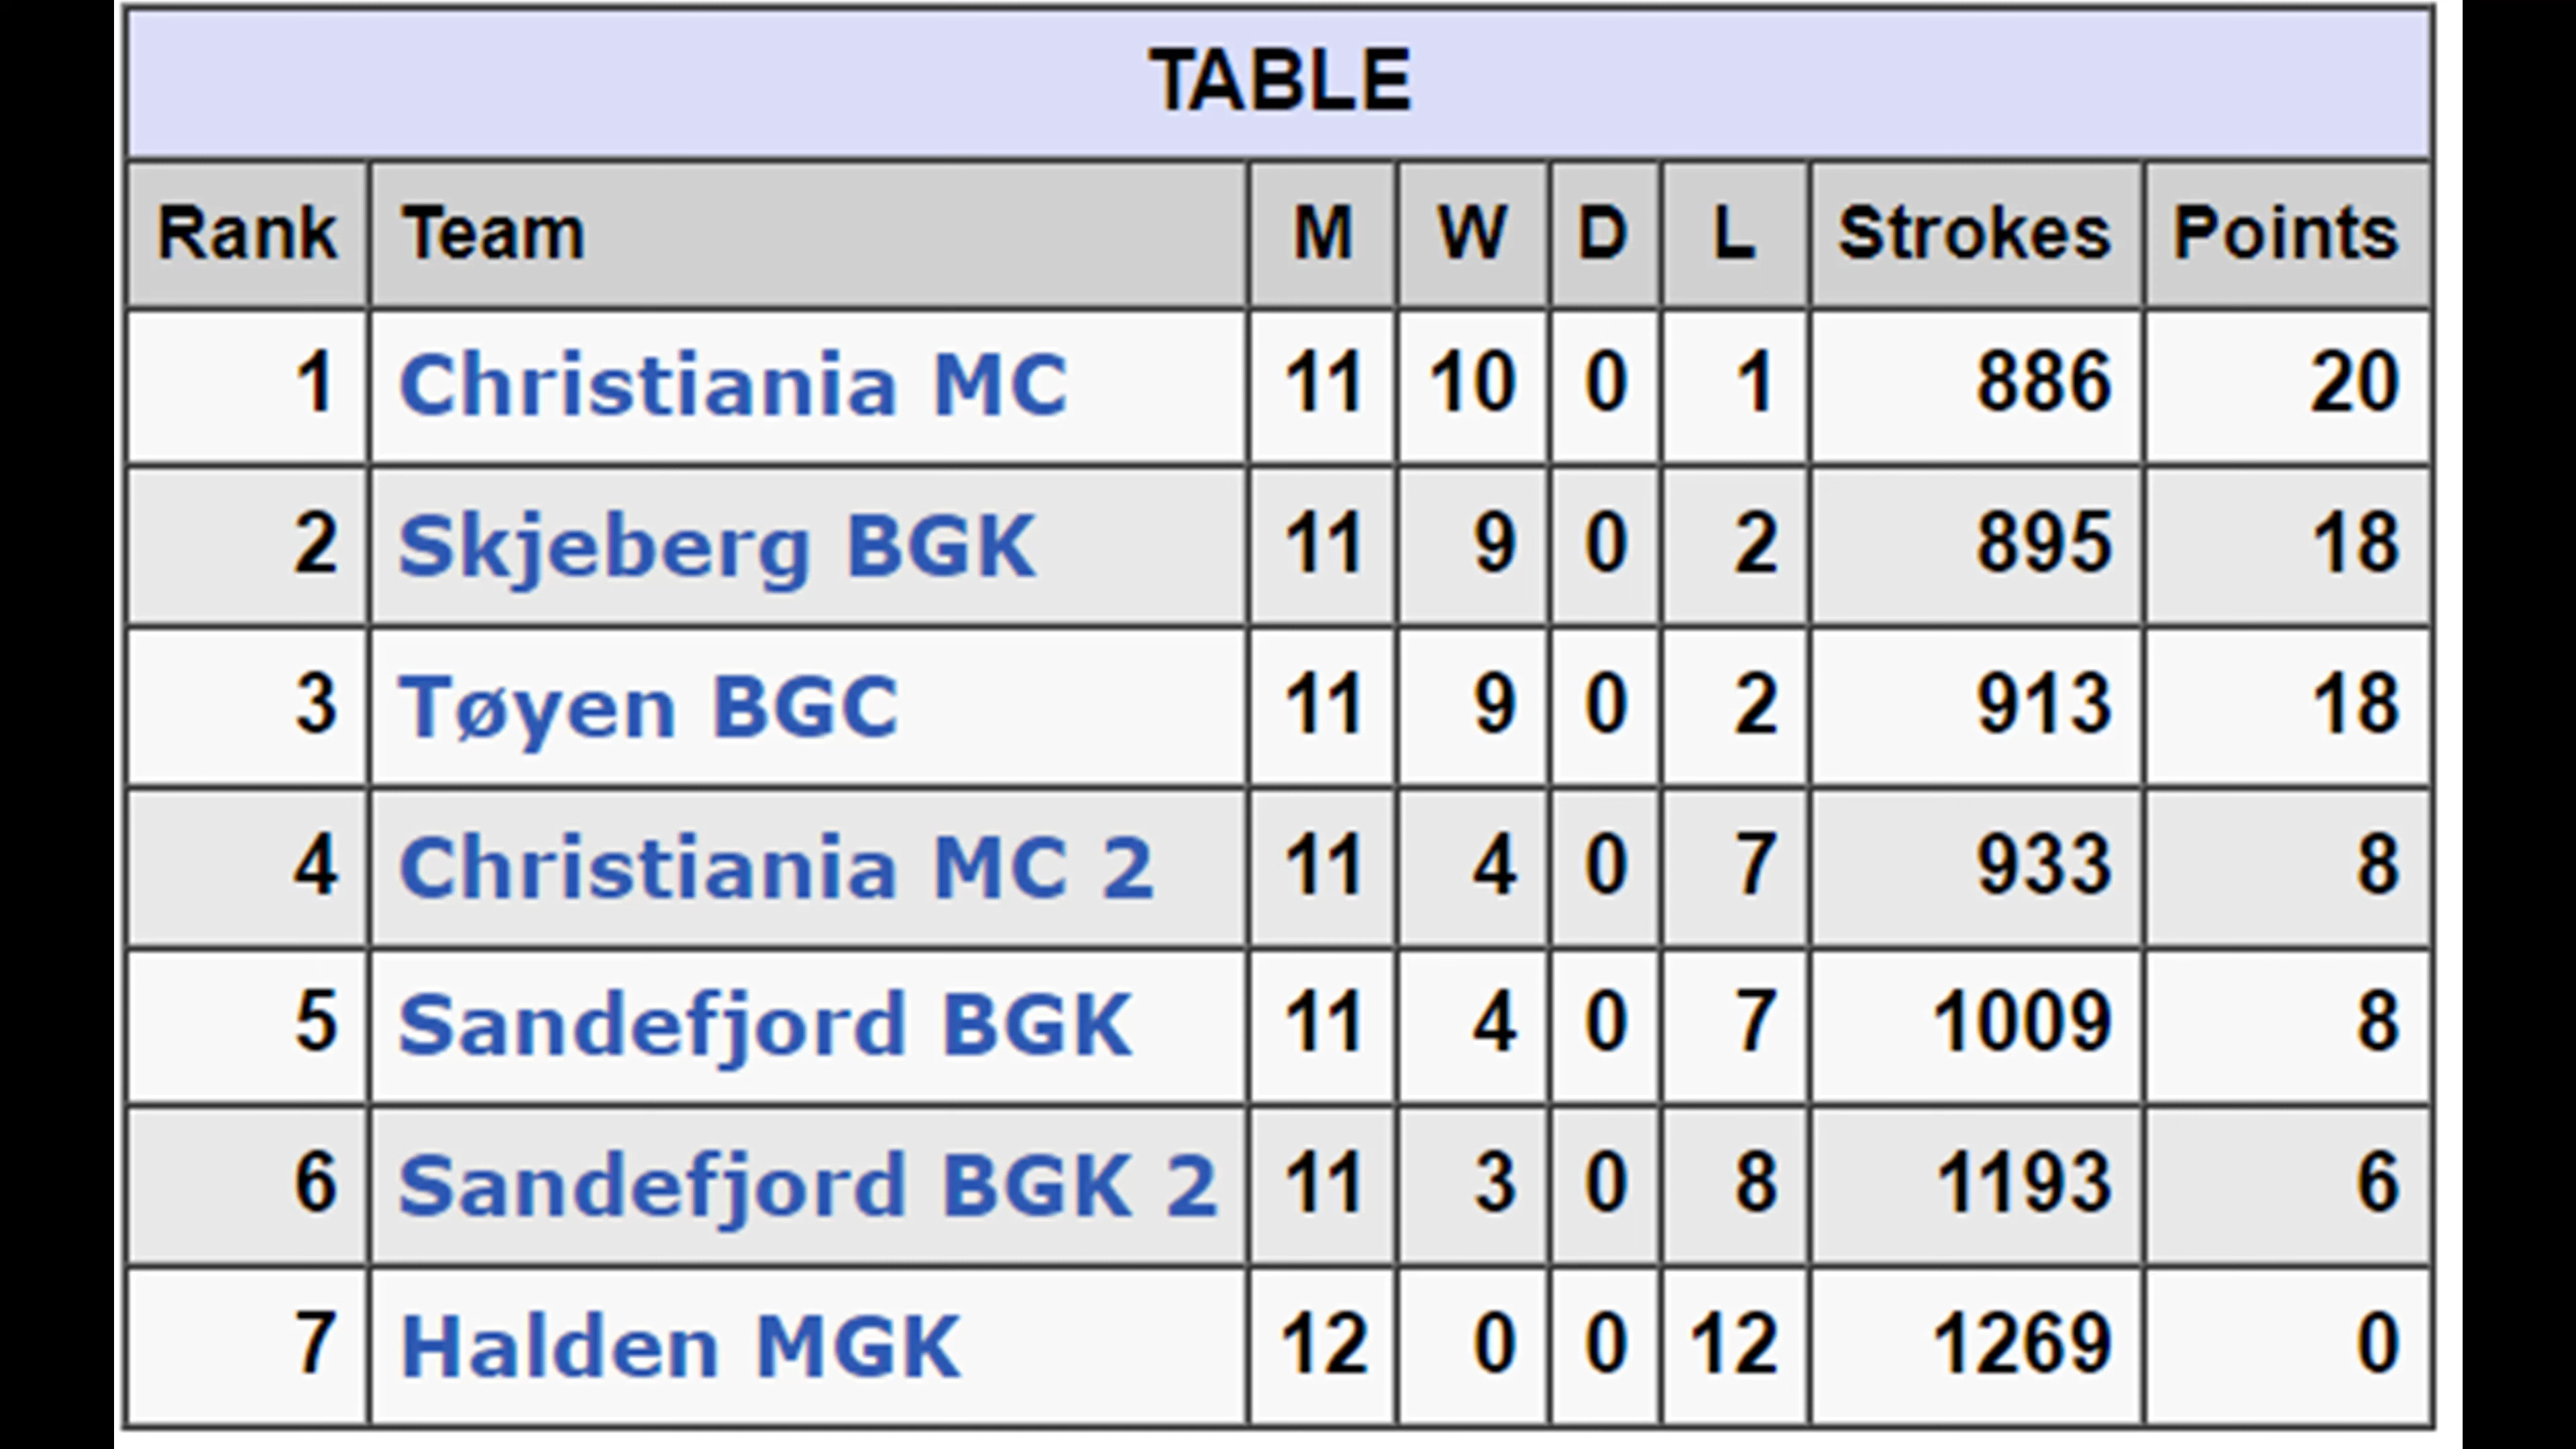 TABLE
Rank Team M W D L Strokes Points
1 Christiania MC 11 10 0 1 886 20
2 Skjeberg BGK 11 9 0 2 895 18
3 Tøyen BGC 11 9 0 2 913 18
4 Christiania MC 2 11 4 0 7 933 8
5 Sandefjord BGK 11 4 0 7 1009 8
6 Sandefjord BGK 2 11 3 0 8 1193 6
7 Halden MGK 12 0 0 12 1269 0